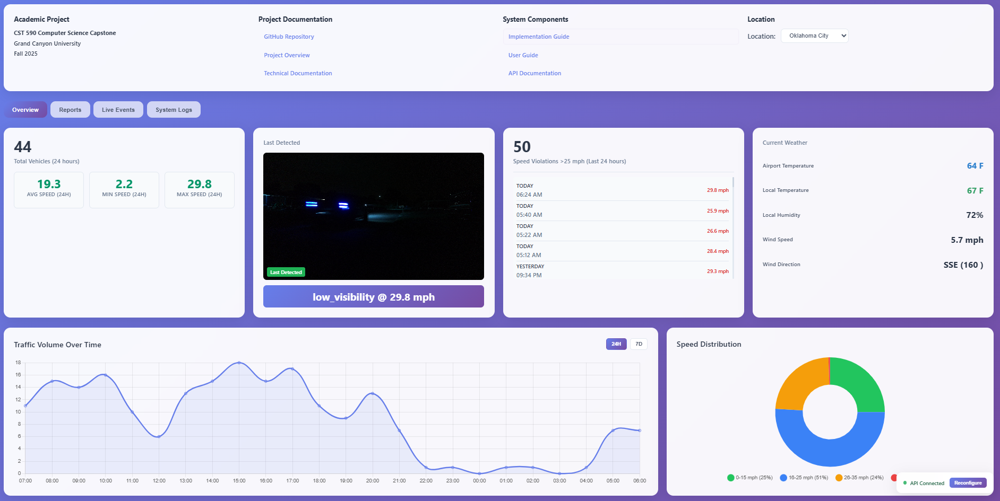 Academic Project
CST 590 Computer Science Capstone
Grand Canyon University
Fall 2025
Project Documentation
GitHub Repository
Project Overview
Technical Documentation
System Components
Implementation Guide
User Guide
API Documentation
Location
Location: Oklahoma City
Overview
Reports
Live Events
System Logs
44
Total Vehicles (24 hours)
19.3
AVG SPEED (24H)
2.2
MIN SPEED (24H)
29.8
MAX SPEED (24H)
Last Detected
Last Detected
low_visibility @ 29.8 mph
50
Speed Violations >25 mph (Last 24 hours)
TODAY
06:24 AM
29.8 mph
TODAY
05:40 AM
25.9 mph
TODAY
05:22 AM
26.6 mph
TODAY
05:12 AM
28.4 mph
YESTERDAY
09:34 PM
29.3 mph
Current Weather
Airport Temperature 64 F
Local Temperature 67 F
Local Humidity 72%
Wind Speed 5.7 mph
Wind Direction SSE (160 )
Traffic Volume Over Time
24H
7D
18
16
14
12
10
8
6
4
2
0
07:00 08:00 09:00 10:00 11:00 12:00 13:00 14:00 15:00 16:00 17:00 18:00 19:00 20:00 21:00 22:00 23:00 00:00 01:00 02:00 03:00 04:00 05:00 06:00
Speed Distribution
0-15 mph (25%) 16-25 mph (51%) 26-35 mph (24%)
API Connected
Reconfigure